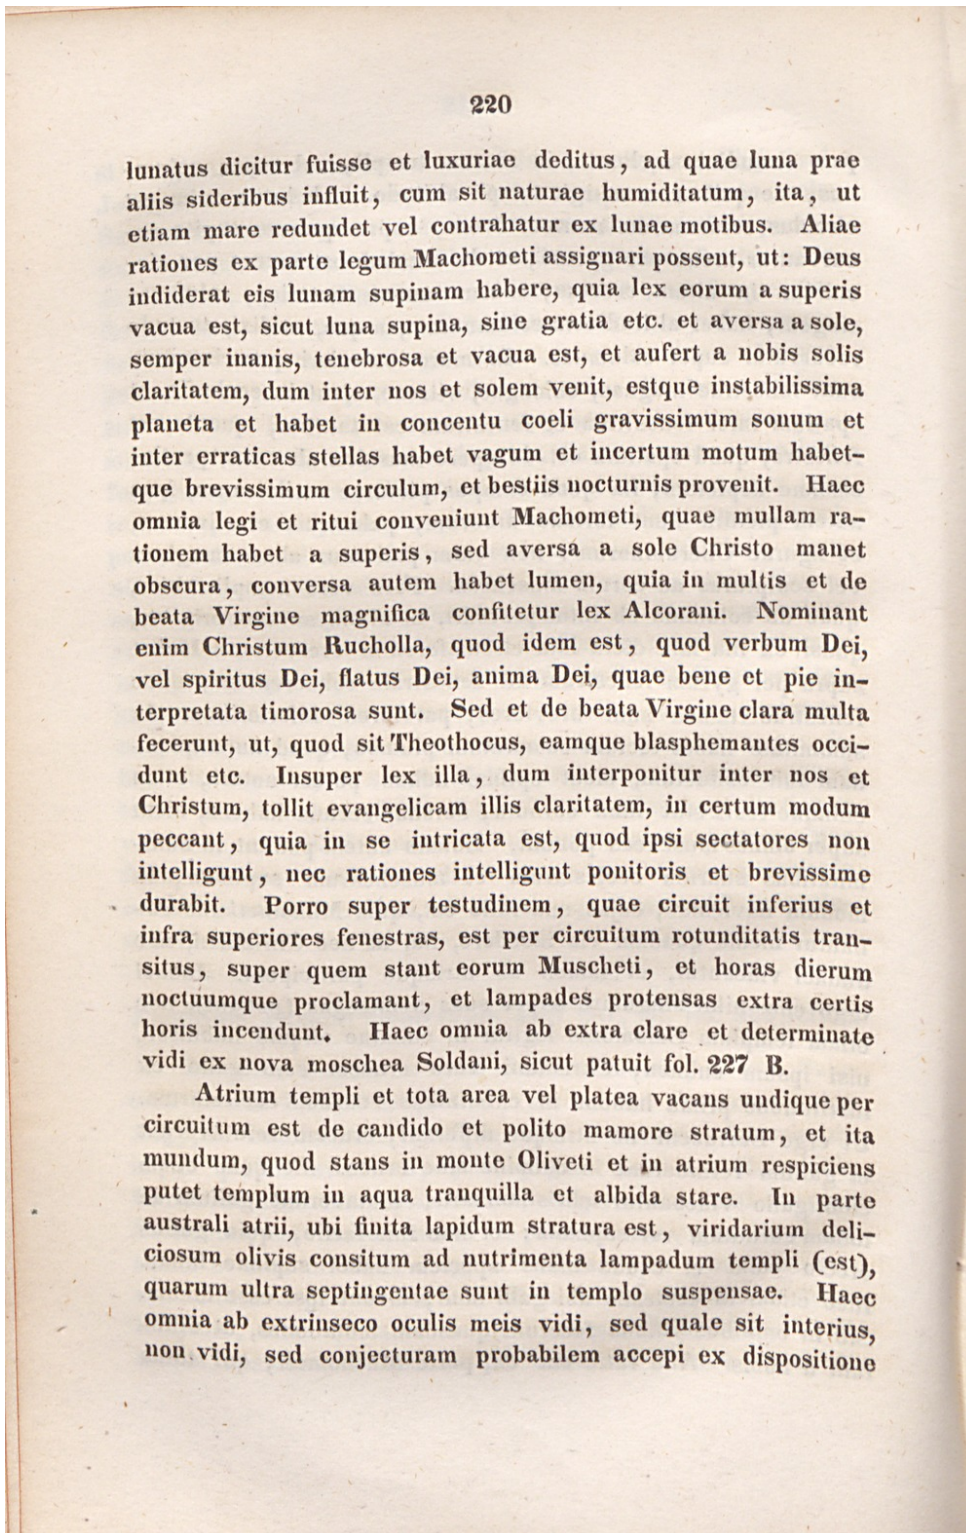 220
lunatus dicitur fuisse et luxuriae deditus, ad quae luna prae
aliis sideribus influit, cum sit naturae humiditatum, ita, ut
etiam mare redundet vel contrahatur ex lunae motibus. Aliae
rationes ex parte legum Machometi assignari possent, ut: Deus
indiderat eis lunam supinam habere, quia lex eorum a superis
vacua est, sicut luna supina, sine gratia etc. et aversa a sole,
semper inanis, tenebrosa et vacua est, et aufert a nobis solis
claritatem, dum inter nos et solem venit, estque instabilissima
planeta et habet in concentu coeli gravissimum sonum et
inter erraticas stellas habet vagum et incertum motum habet-
que brevissimum circulum, et bestiis nocturnis provenit. Haec
omnia legi et ritui conveniunt Machometi, quae mullam ra-
tionem habet a superis, sed aversa a sole Christo manet
obscura, conversa autem habet lumen, quia in multis et de
beata Virgine magnifica confitetur lex Alcorani. Nominant
enim Christum Rucholla, quod idem est, quod verbum Dei,
vel spiritus Dei, flatus Dei, anima Dei, quae bene et pie in-
terpretata timorosa sunt. Sed et de beata Virgine clara multa
fecerunt, ut, quod sit Theothocus, eamque blasphemantes occi-
dunt etc. Insuper lex illa, dum interponitur inter nos et
Christum, tollit evangelicam illis claritatem, in certum modum
peccant, quia in se intricata est, quod ipsi sectatores non
intelligunt, nec rationes intelligunt ponitoris et brevissime
durabit. Porro super testudinem, quae circuit inferius et
infra superiores fenestras, est per circuitum rotunditatis tran-
situs, super quem stant eorum Muscheti, et horas dierum
noctuumque proclamant, et lampades protensas extra certis
horis incendunt. Haec omnia ab extra clare et determinate
vidi ex nova moschea Soldani, sicut patuit fol. 227 B.
Atrium templi et tota area vel platea vacans undique per
circuitum est de candido et polito mamore stratum, et ita
mundum, quod stans in monte Oliveti et in atrium respiciens
putet templum in aqua tranquilla et albida stare. In parte
australi atrii, ubi finita lapidum stratura est, viridarium deli-
ciosum olivis consitum ad nutrimenta lampadum templi (est),
quarum ultra septingentae sunt in templo suspensae. Haec
omnia ab extrinseco oculis meis vidi, sed quale sit interius,
non vidi, sed conjecturam probabilem accepi ex dispositione